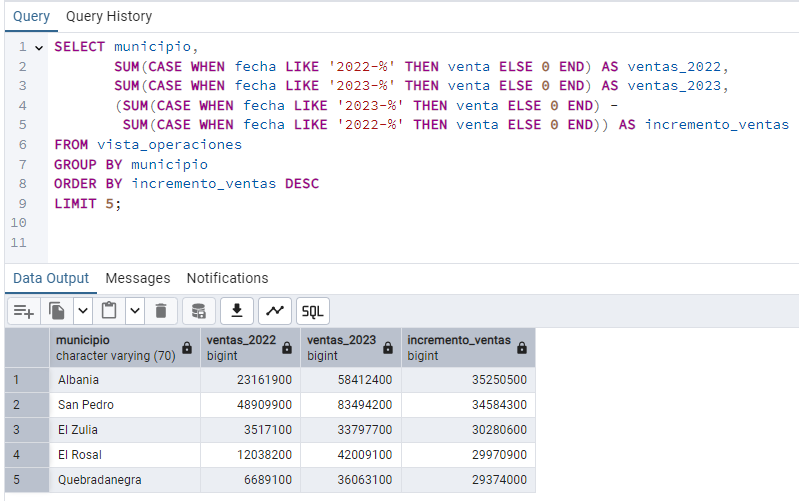 Query Query History
1 SELECT municipio,
2 SUM(CASE WHEN fecha LIKE '2022-%' THEN venta ELSE 0 END) AS ventas_2022,
3 SUM(CASE WHEN fecha LIKE '2023-%' THEN venta ELSE 0 END) AS ventas_2023,
4 (SUM(CASE WHEN fecha LIKE '2023-%' THEN venta ELSE 0 END) -
5 SUM(CASE WHEN fecha LIKE '2022-%' THEN venta ELSE 0 END)) AS incremento_ventas
6 FROM vista_operaciones
7 GROUP BY municipio
8 ORDER BY incremento_ventas DESC
9 LIMIT 5;
10
11
Data Output Messages Notifications
SQL
municipio ventas_2022 ventas_2023 incremento_ventas
character varying (70) bigint bigint bigint
1 Albania 23161900 58412400 35250500
2 San Pedro 48909900 83494200 34584300
3 El Zulia 3517100 33797700 30280600
4 El Rosal 12038200 42009100 29970900
5 Quebradanegra 6689100 36063100 29374000